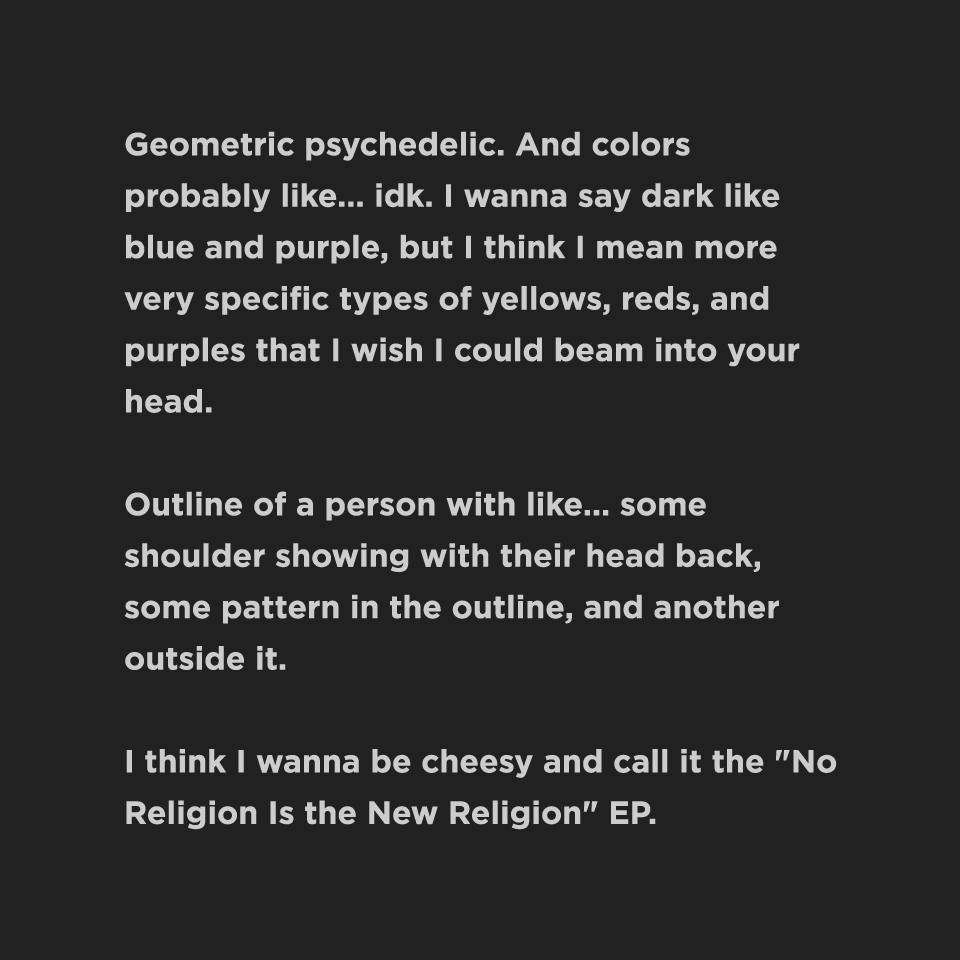 Geometric psychedelic. And colors
probably like... idk. I wanna say dark like
blue and purple, but I think I mean more
very specific types of yellows, reds, and
purples that I wish I could beam into your
head.
Outline of a person with like... some
shoulder showing with their head back,
some pattern in the outline, and another
outside it.
I think I wanna be cheesy and call it the "No
Religion Is the New Religion" EP.